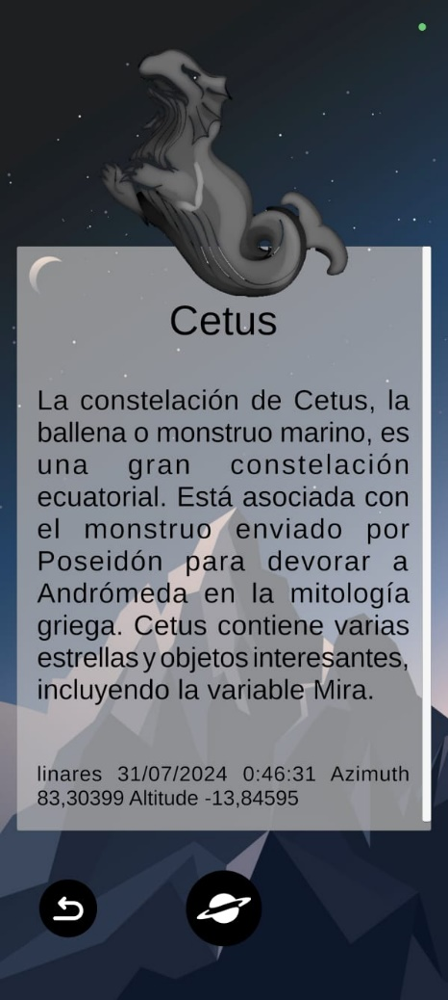 Cetus
La constelación de Cetus, la
ballena o monstruo marino, es
una gran constelación
ecuatorial. Está asociada con
el monstruo enviado por
Poseidón para devorar a
Andrómeda en la mitología
griega. Cetus contiene varias
estrellas y objetos interesantes,
incluyendo la variable Mira.
linares 31/07/2024 0:46:31 Azimuth
83,30399 Altitude -13,84595